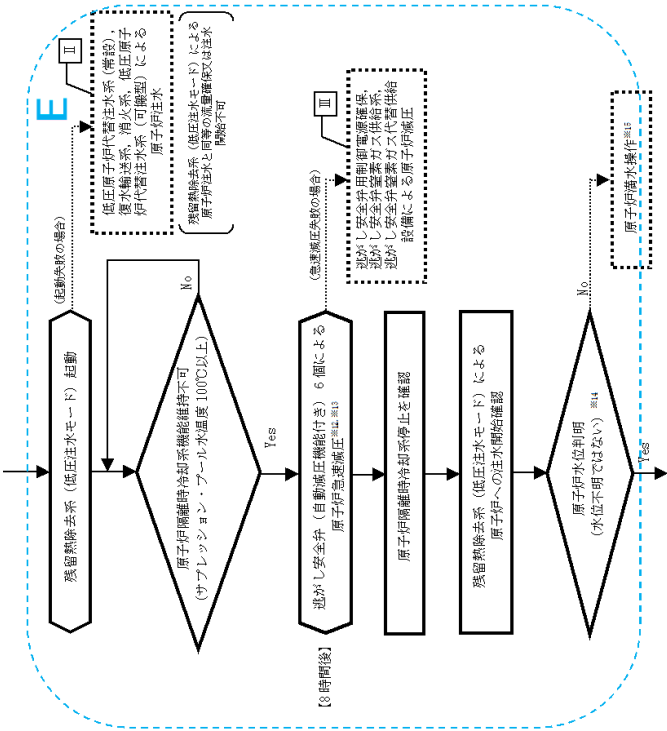 E
残留熱除去系（低圧注水モード）起動
（起動失敗の場合）
Ⅱ
低圧原子炉代替注水系（常設），
復水輸送系，消火系，低圧原子
炉代替注水系（可搬型）による
原子炉注水
残留熱除去系（低圧注水モード）による
原子炉注水と同等の流量確保又は注水
開始不可
原子炉隔離時冷却系機能維持不可
（サプレッション・プール水温度100℃以上）
No
Yes
【8時間後】
逃がし安全弁（自動減圧機能付き）6個による
原子炉急速減圧※12,※13
（急速減圧失敗の場合）
Ⅲ
逃がし安全弁用制御電源確保，
逃がし安全弁窒素ガス供給系，
逃がし安全弁窒素ガス代替供給
設備による原子炉減圧
原子炉隔離時冷却系停止を確認
残留熱除去系（低圧注水モード）による
原子炉への注水開始確認
原子炉水位判明
（水位不明ではない）※14
No
原子炉満水操作※15
Yes